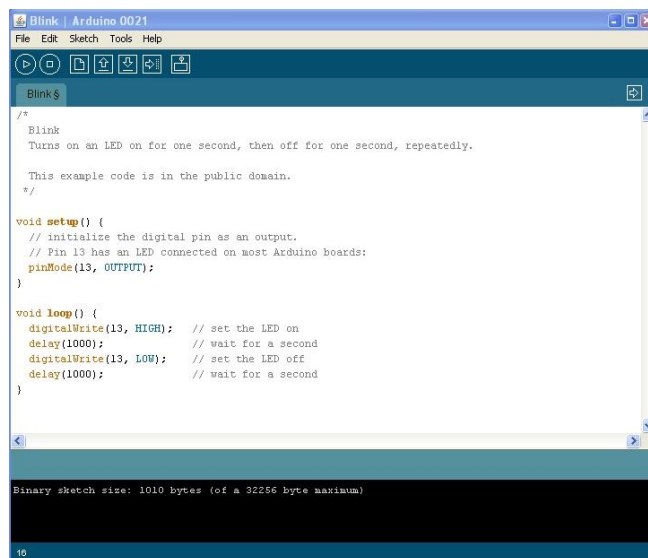 Blink | Arduino 0021
File Edit Sketch Tools Help
Blink §
/*
  Blink
  Turns on an LED on for one second, then off for one second, repeatedly.

  This example code is in the public domain.
 */

void setup() {
  // initialize the digital pin as an output.
  // Pin 13 has an LED connected on most Arduino boards:
  pinMode(13, OUTPUT);
}

void loop() {
  digitalWrite(13, HIGH);   // set the LED on
  delay(1000);              // wait for a second
  digitalWrite(13, LOW);    // set the LED off
  delay(1000);              // wait for a second
}
Binary sketch size: 1010 bytes (of a 32256 byte maximum)
16